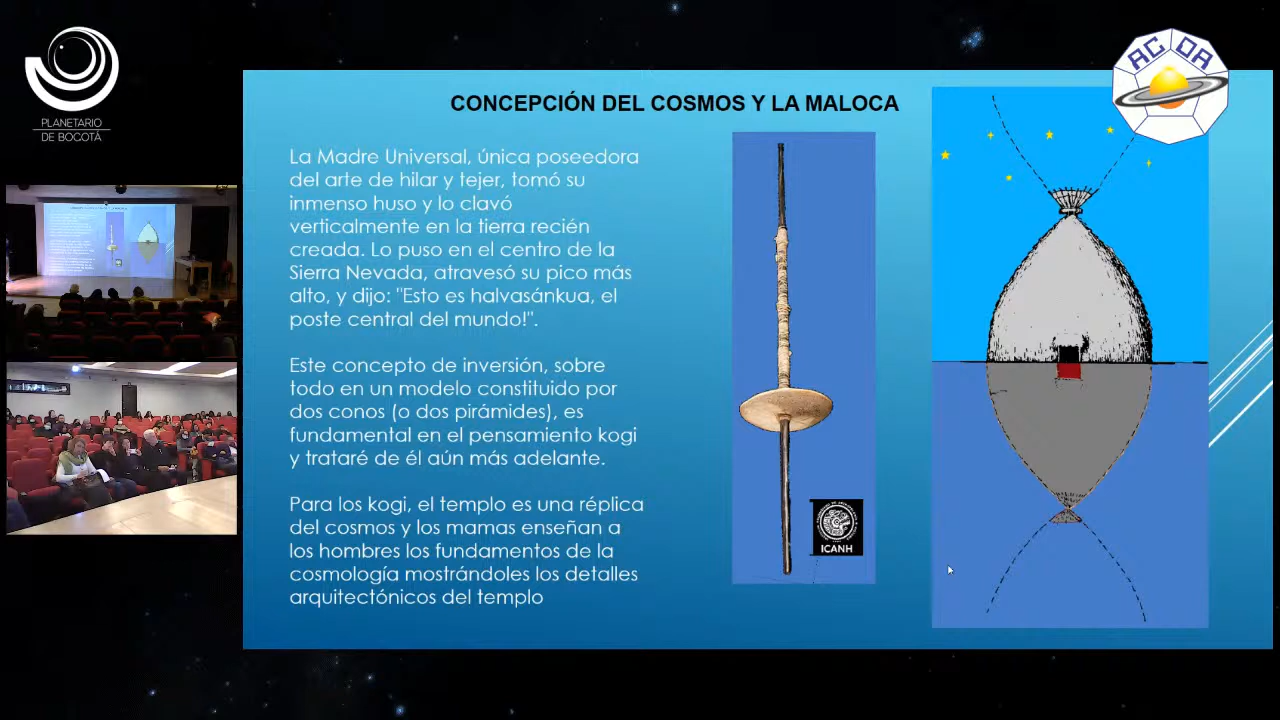 PLANETARIO
DE BOGOTÁ
ACDA
CONCEPCIÓN DEL COSMOS Y LA MALOCA
La Madre Universal, única poseedora
del arte de hilar y tejer, tomó su
inmenso huso y lo clavó
verticalmente en la tierra recién
creada. Lo puso en el centro de la
Sierra Nevada, atravesó su pico más
alto, y dijo: "Esto es halvasánkua, el
poste central del mundo!".
Este concepto de inversión, sobre
todo en un modelo constituido por
dos conos (o dos pirámides), es
fundamental en el pensamiento kogi
y trataré de él aún más adelante.
Para los kogi, el templo es una réplica
del cosmos y los mamas enseñan a
los hombres los fundamentos de la
cosmología mostrándoles los detalles
arquitectónicos del templo
ICANH